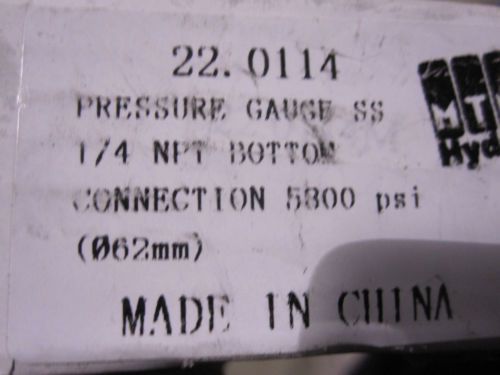 22.0114
PRESSURE GAUGE SS
1/4 NPT BOTTOM
CONNECTION 5800 psi
(Ø62mm)
MADE IN CHINA